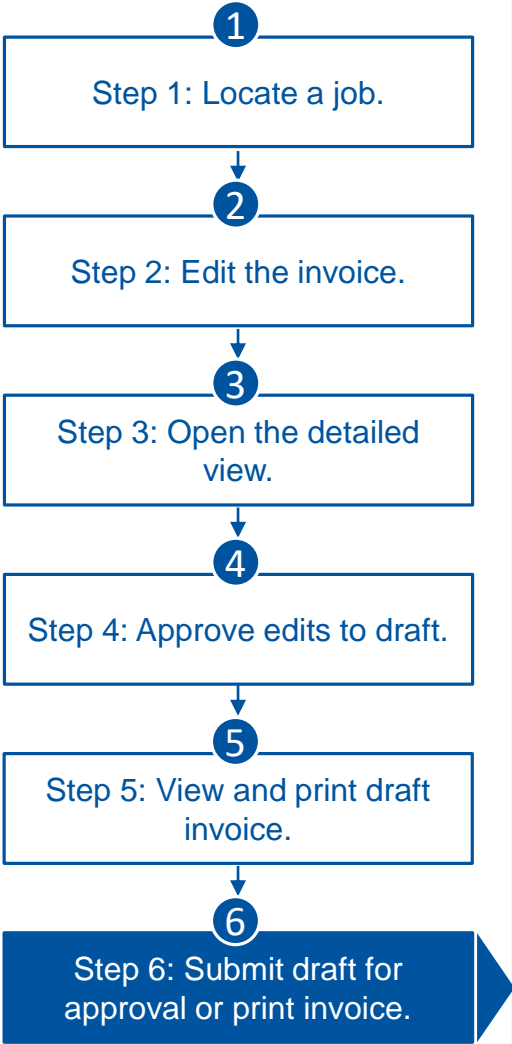 1
Step 1: Locate a job.
2
Step 2: Edit the invoice.
3
Step 3: Open the detailed
view.
4
Step 4: Approve edits to draft.
5
Step 5: View and print draft
invoice.
6
Step 6: Submit draft for
approval or print invoice.